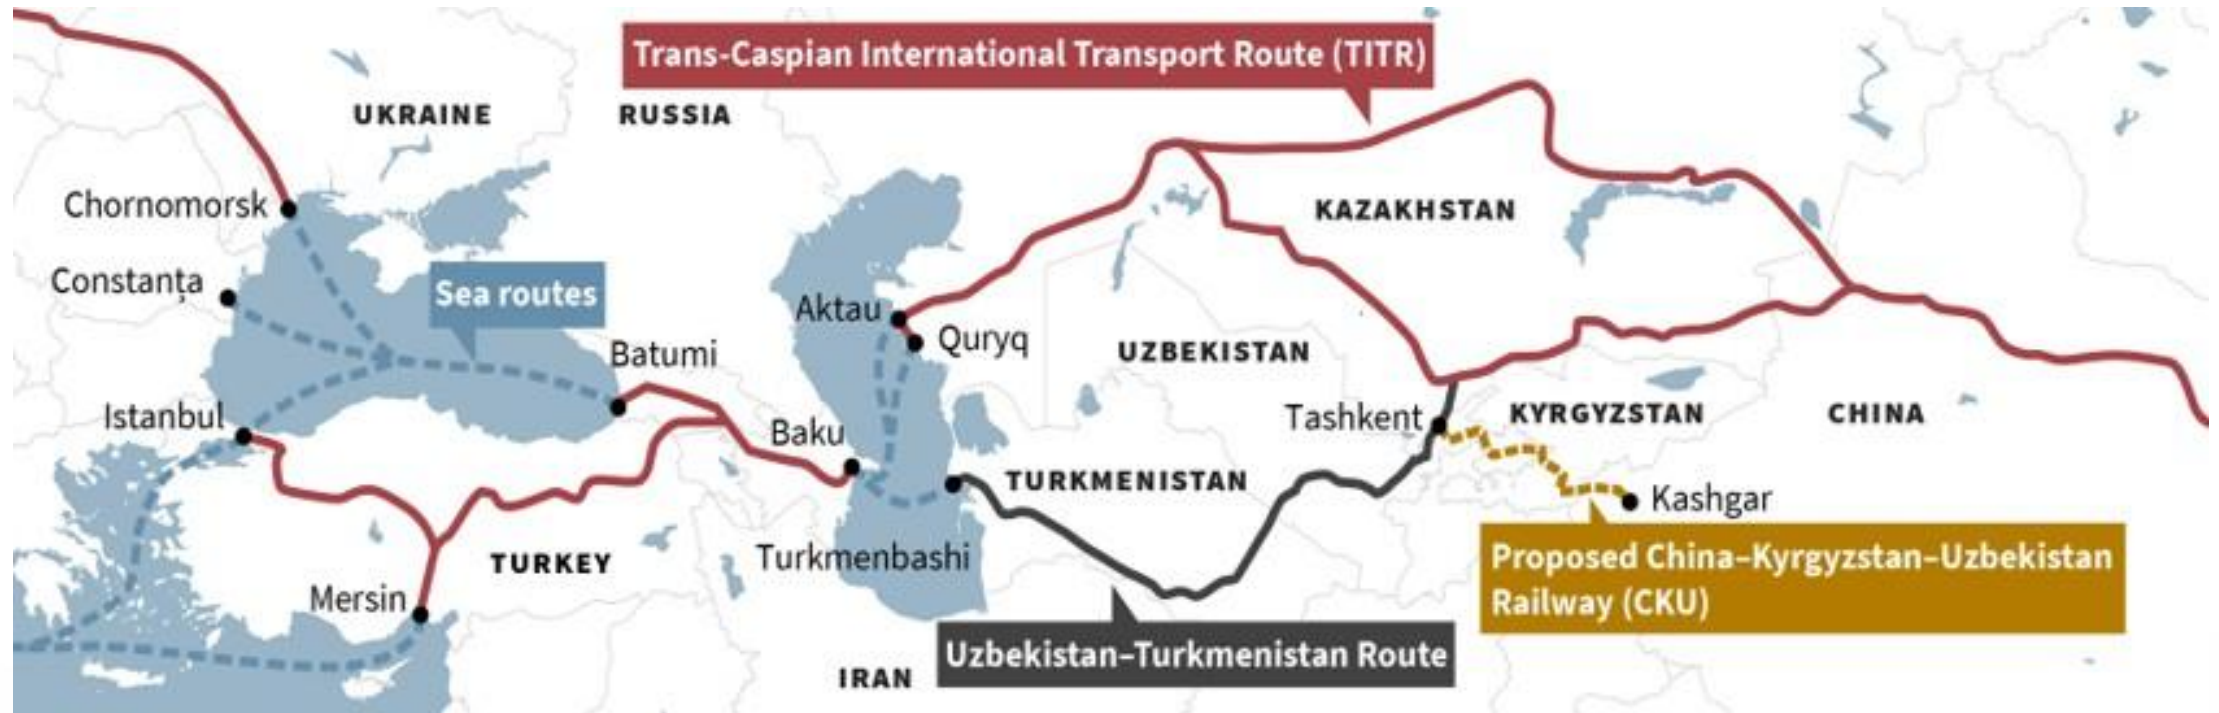 Trans-Caspian International Transport Route (TITR)
UKRAINE
RUSSIA
Chornomorsk
KAZAKHSTAN
Constanța
Sea routes
Aktau
Quryq
Batumi
UZBEKISTAN
Istanbul
Baku
Tashkent
KYRGYZSTAN
CHINA
TURKMENISTAN
Kashgar
TURKEY
Turkmenbashi
Proposed China–Kyrgyzstan–Uzbekistan
Railway (CKU)
Mersin
Uzbekistan–Turkmenistan Route
IRAN